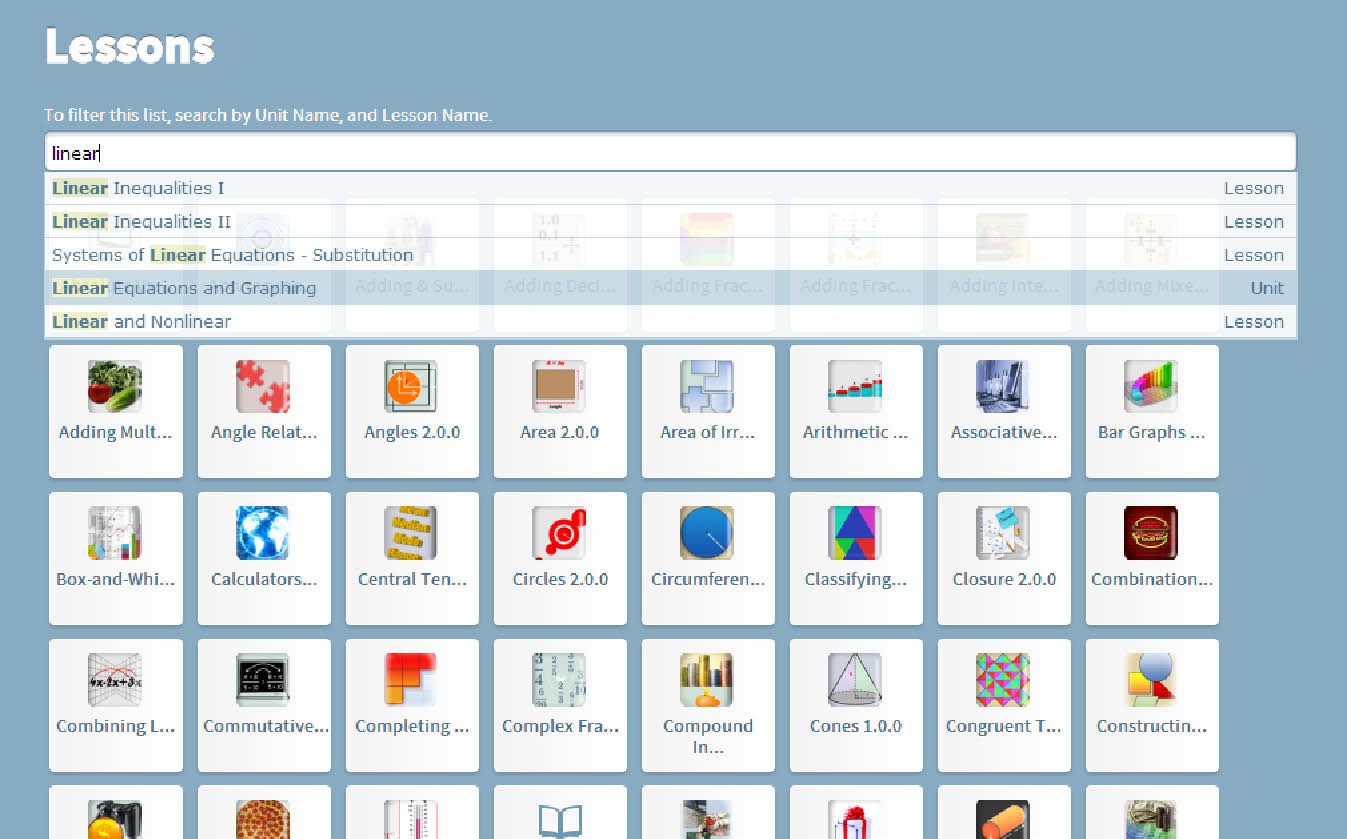 Lessons
To filter this list, search by Unit Name, and Lesson Name.
linear
Linear Inequalities I Lesson
Linear Inequalities II Lesson
Systems of Linear Equations - Substitution Lesson
Linear Equations and Graphing Unit
Linear and Nonlinear Lesson
Adding & Su... Adding Deci... Adding Frac... Adding Frac... Adding Inte... Adding Mixe...
Adding Mult... Angle Relat... Angles 2.0.0 Area 2.0.0 Area of Irr... Arithmetic ... Associative... Bar Graphs ...
Box-and-Whi... Calculators... Central Ten... Circles 2.0.0 Circumferen... Classifying... Closure 2.0.0 Combination...
Combining L... Commutative... Completing ... Complex Fra... Compound In... Cones 1.0.0 Congruent T... Constructin...